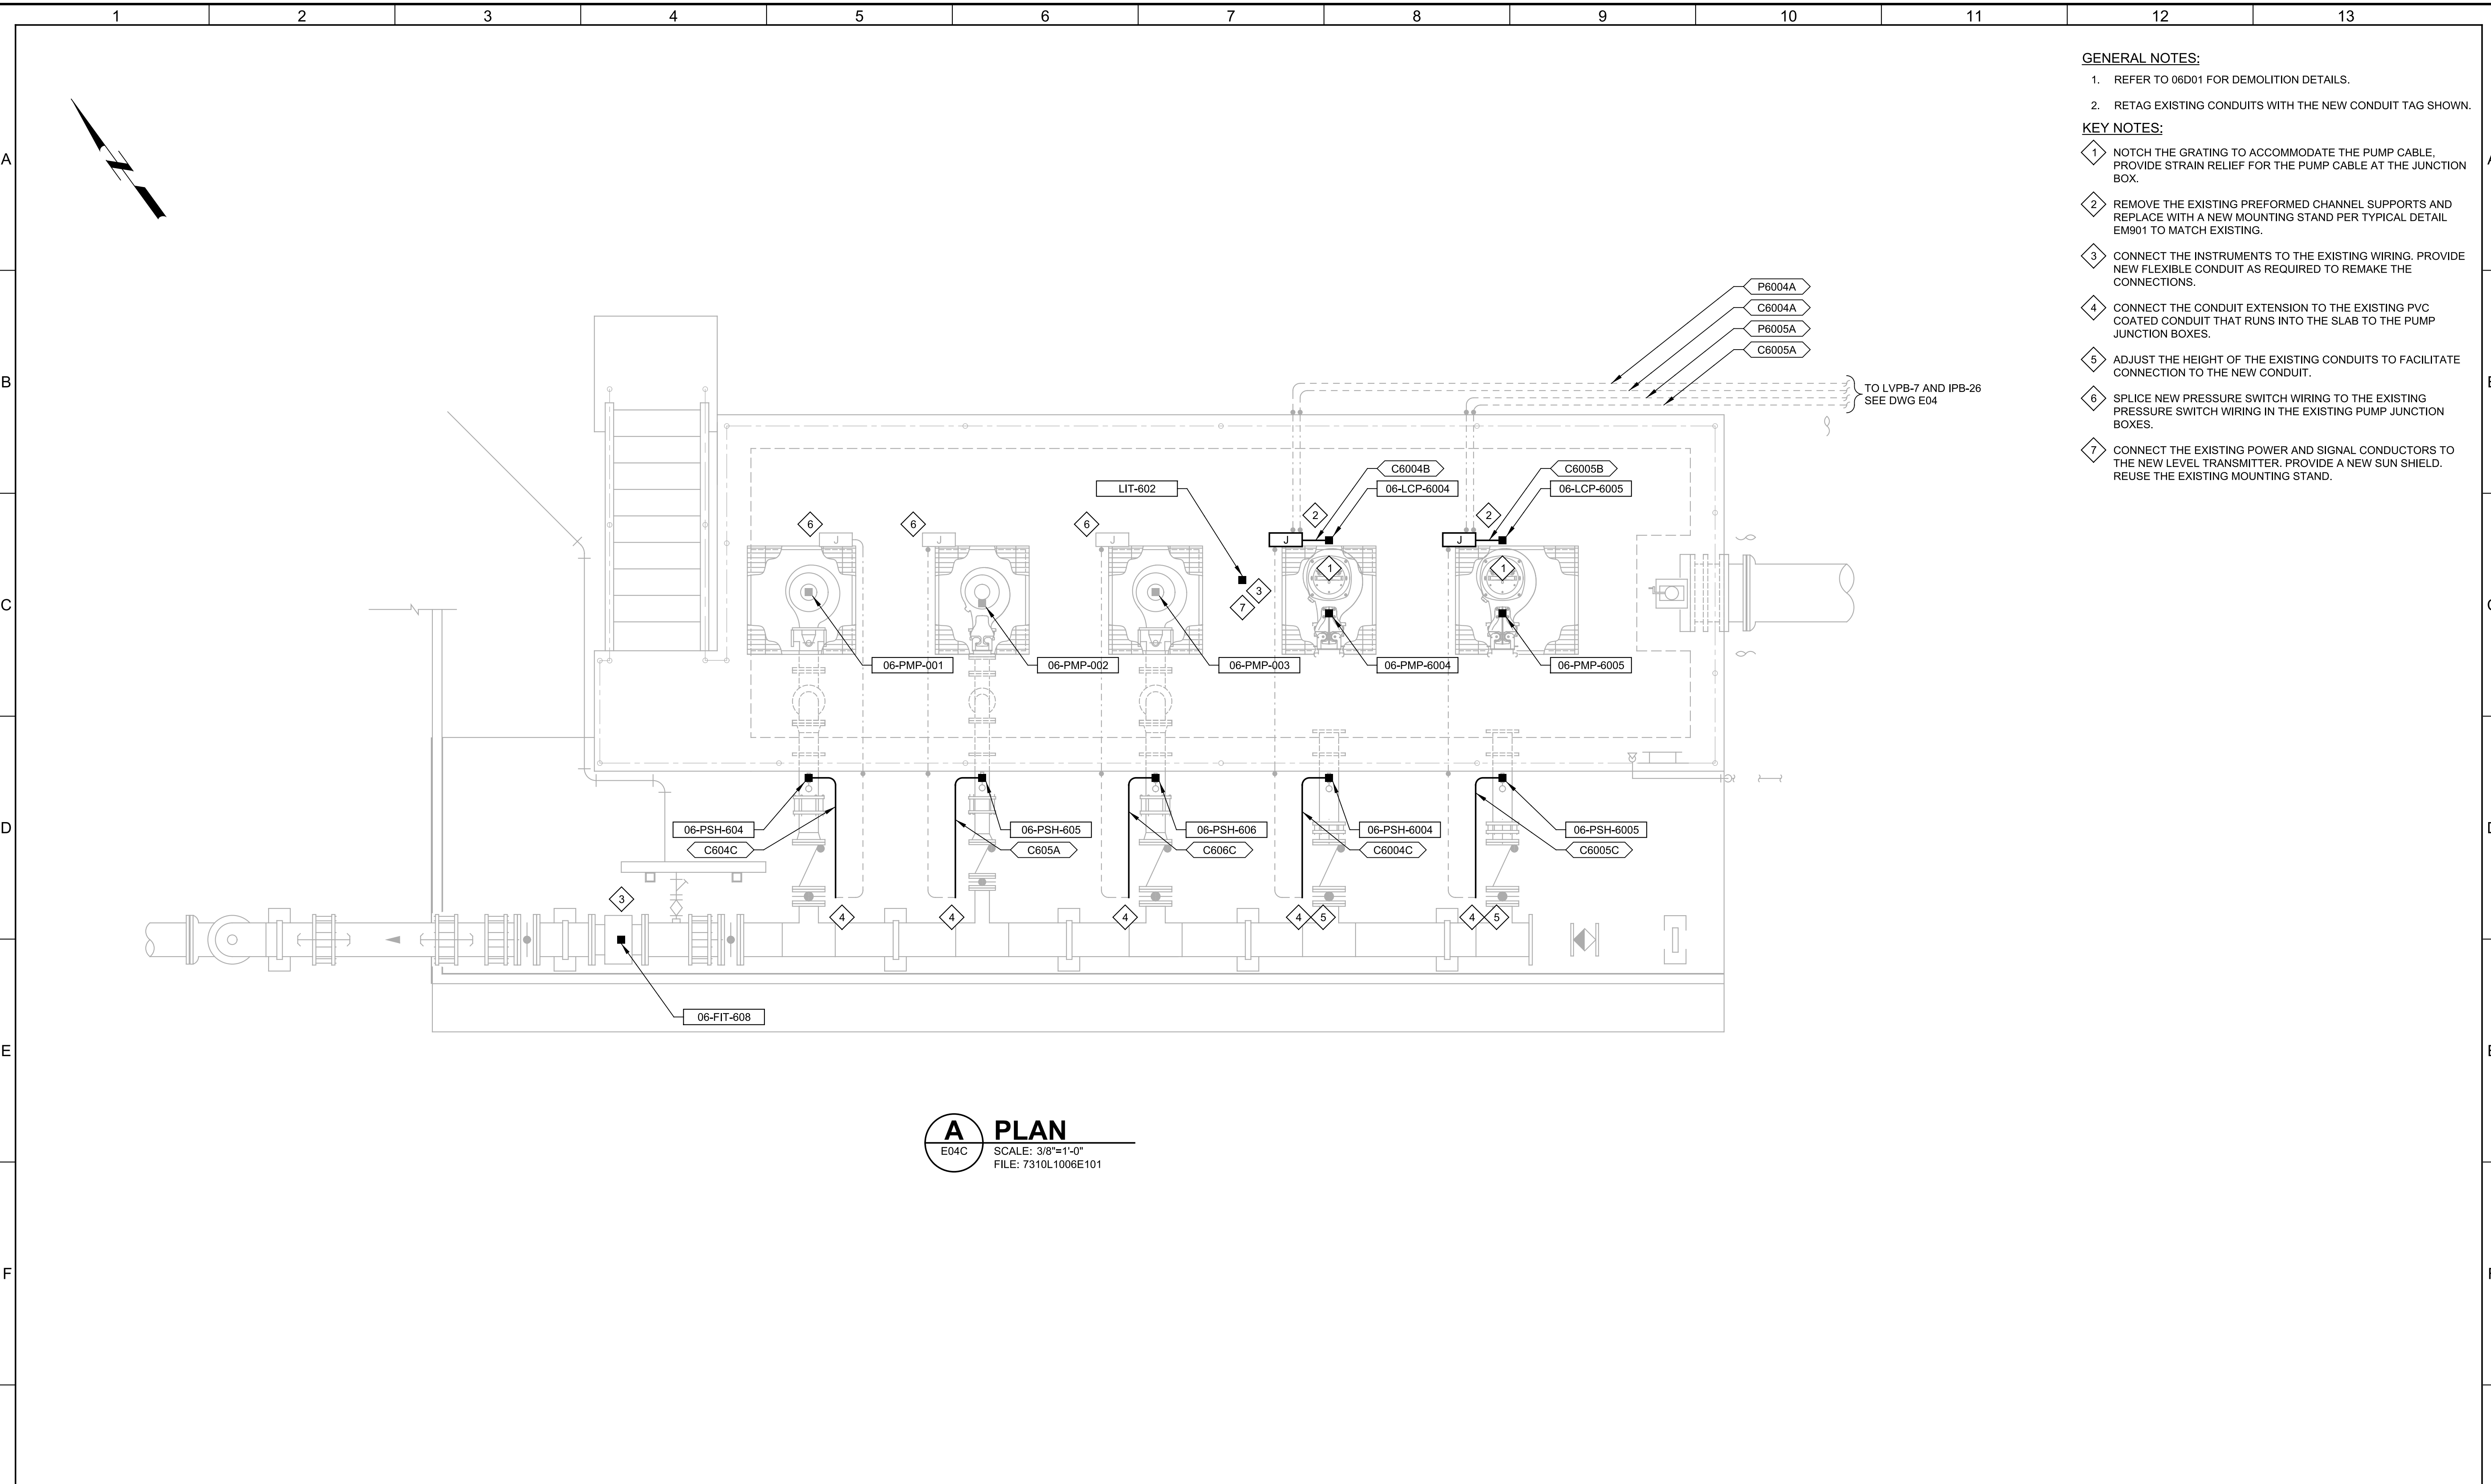 1 2 3 4 5 6 7 8 9 10 11 12 13
GENERAL NOTES:
1. REFER TO 06D01 FOR DEMOLITION DETAILS.
2. RETAG EXISTING CONDUITS WITH THE NEW CONDUIT TAG SHOWN.
KEY NOTES:
1 NOTCH THE GRATING TO ACCOMMODATE THE PUMP CABLE,
PROVIDE STRAIN RELIEF FOR THE PUMP CABLE AT THE JUNCTION
BOX.
2 REMOVE THE EXISTING PREFORMED CHANNEL SUPPORTS AND
REPLACE WITH A NEW MOUNTING STAND PER TYPICAL DETAIL
EM901 TO MATCH EXISTING.
3 CONNECT THE INSTRUMENTS TO THE EXISTING WIRING. PROVIDE
NEW FLEXIBLE CONDUIT AS REQUIRED TO REMAKE THE
CONNECTIONS.
4 CONNECT THE CONDUIT EXTENSION TO THE EXISTING PVC
COATED CONDUIT THAT RUNS INTO THE SLAB TO THE PUMP
JUNCTION BOXES.
5 ADJUST THE HEIGHT OF THE EXISTING CONDUITS TO FACILITATE
CONNECTION TO THE NEW CONDUIT.
6 SPLICE NEW PRESSURE SWITCH WIRING TO THE EXISTING
PRESSURE SWITCH WIRING IN THE EXISTING PUMP JUNCTION
BOXES.
7 CONNECT THE EXISTING POWER AND SIGNAL CONDUCTORS TO
THE NEW LEVEL TRANSMITTER. PROVIDE A NEW SUN SHIELD.
REUSE THE EXISTING MOUNTING STAND.
A
B
C
D
E
F
P6004A
C6004A
P6005A
C6005A
TO LVPB-7 AND IPB-26
SEE DWG E04
C6004B C6005B
LIT-602 06-LCP-6004 06-LCP-6005
6 6 6 2 2
J J J J J
1 1
3
7
06-PMP-001 06-PMP-002 06-PMP-003 06-PMP-6004 06-PMP-6005
06-PSH-604 06-PSH-605 06-PSH-606 06-PSH-6004 06-PSH-6005
C604C C605A C606C C6004C C6005C
3
4 4 4 4 5 4 5
06-FIT-608
A PLAN
E04C
SCALE: 3/8"=1'-0"
FILE: 7310L1006E101